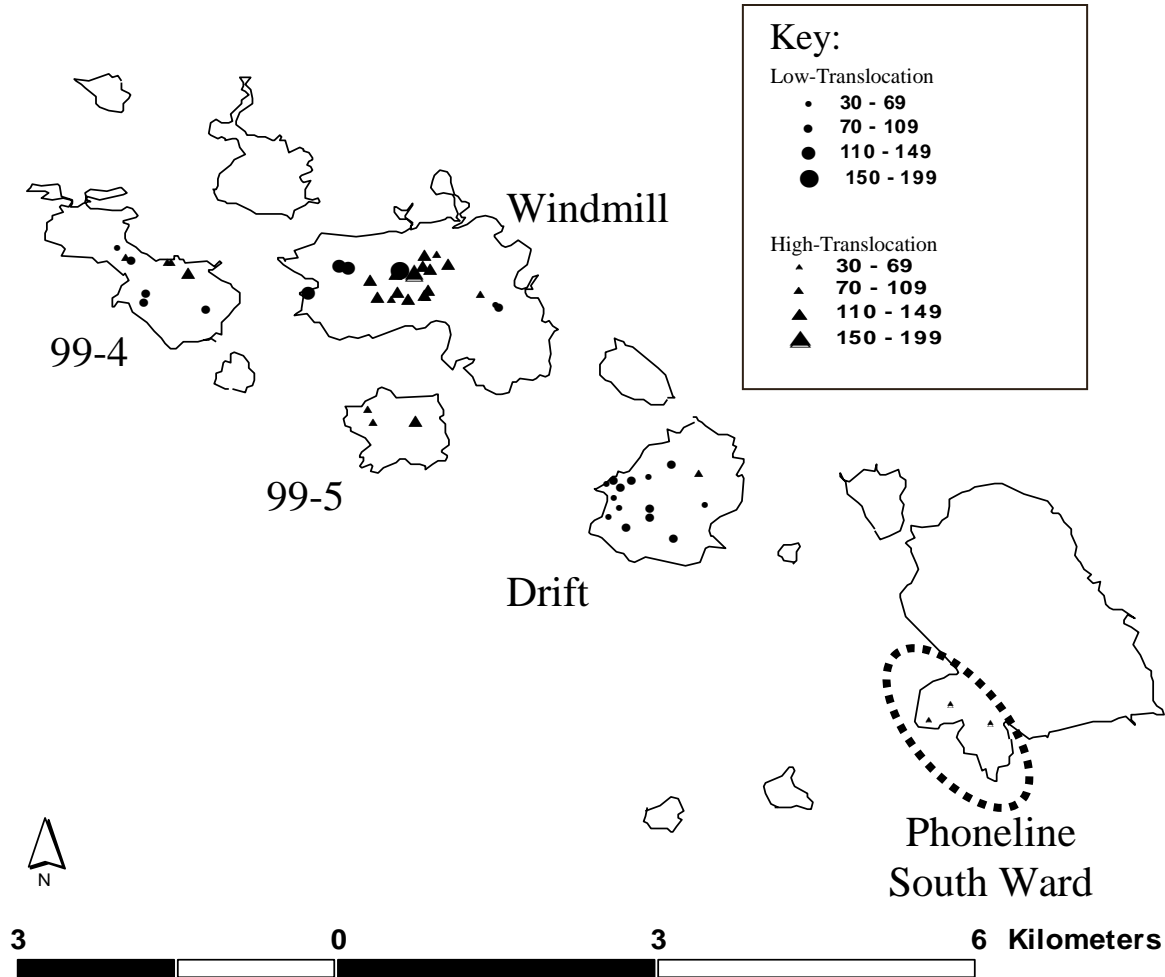 Key:
Low-Translocation
30 - 69
70 - 109
110 - 149
150 - 199
High-Translocation
30 - 69
70 - 109
110 - 149
150 - 199
Windmill
99-4
99-5
Drift
Phoneline
South Ward
N
3 0 3 6 Kilometers